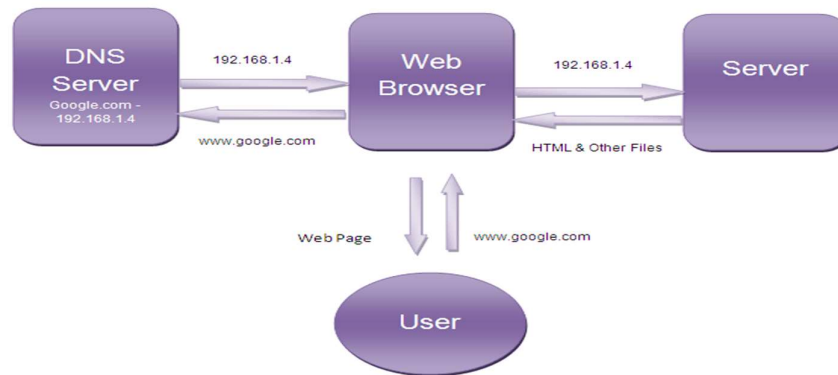 DNS
Server
Google.com -
192.168.1.4
192.168.1.4
www.google.com
Web
Browser
192.168.1.4
HTML & Other Files
Server
Web Page
www.google.com
User